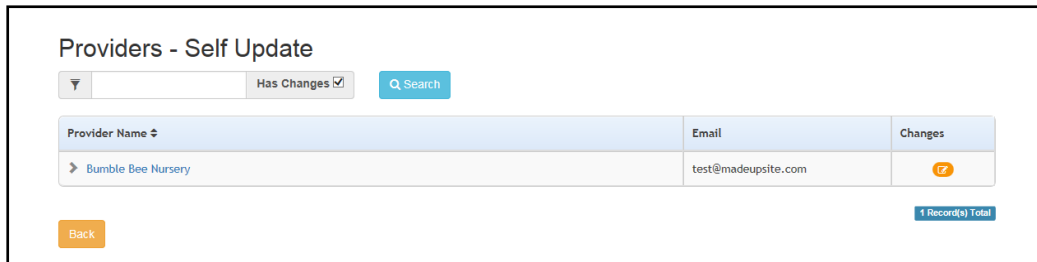 Providers - Self Update
Has Changes
Search
Provider Name Email Changes
Bumble Bee Nursery test@madeupsite.com
1 Record(s) Total
Back